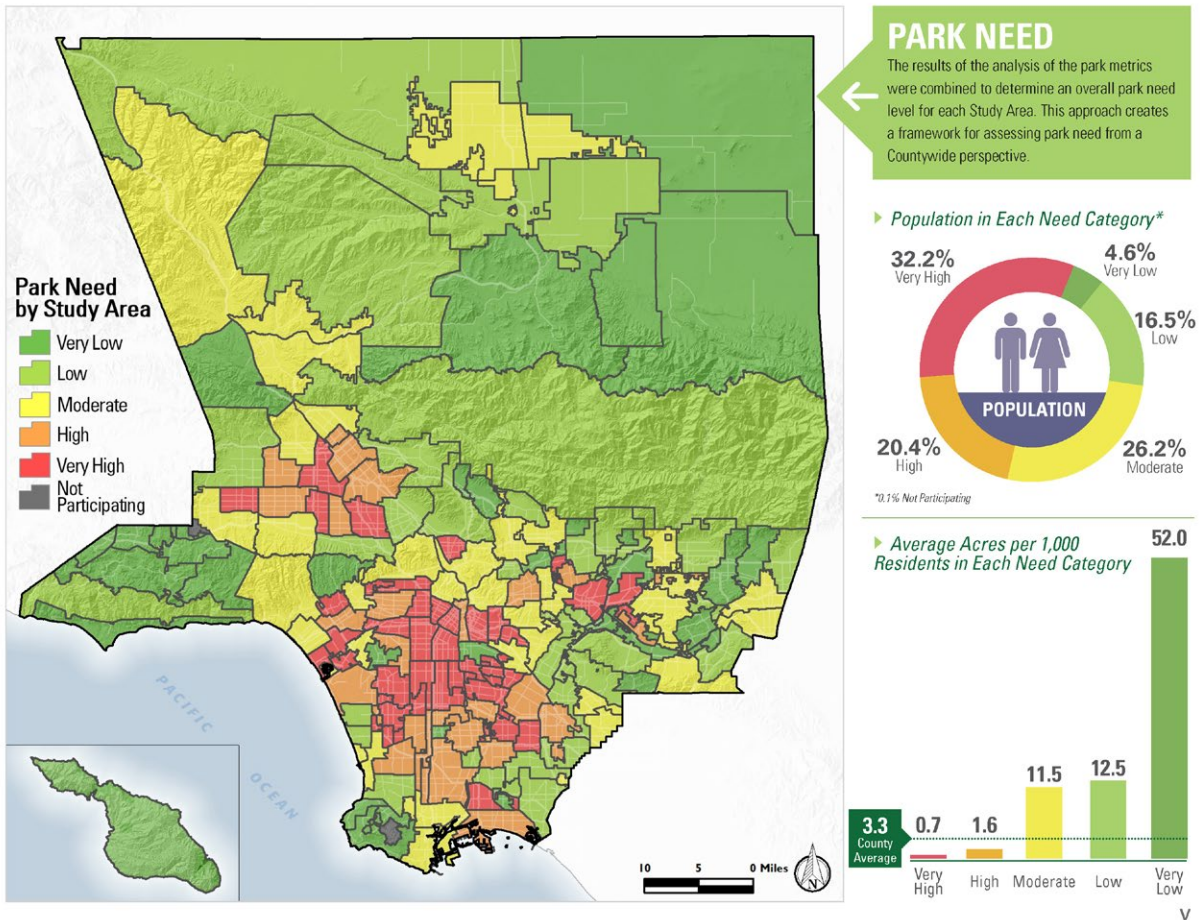 PARK NEED
The results of the analysis of the park metrics
were combined to determine an overall park need
level for each Study Area. This approach creates
a framework for assessing park need from a
Countywide perspective.
Population in Each Need Category*
32.2%
Very High
4.6%
Very Low
16.5%
Low
POPULATION
20.4%
High
26.2%
Moderate
*0.1% Not Participating
Average Acres per 1,000
Residents in Each Need Category
52.0
12.5
11.5
3.3
County
Average
0.7
1.6
Very
High
High
Moderate
Low
Very
Low
V
Park Need
by Study Area
Very Low
Low
Moderate
High
Very High
Not
Participating
PACIFIC
OCEAN
10
5
0 Miles
N